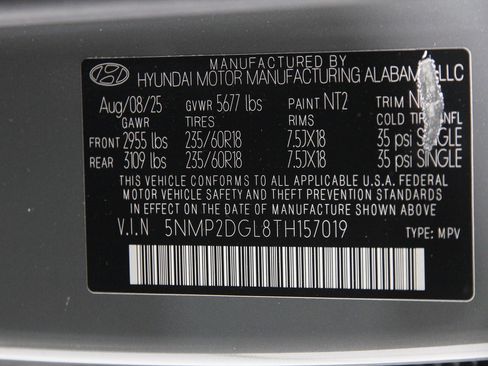 MANUFACTURED BY
HYUNDAI MOTOR MANUFACTURING ALABAMA LLC
Aug/08/25 GVWR 5677 lbs PAINT NT2 TRIM
GAWR TIRES RIMS COLD TIRE INFL
FRONT 2955 lbs 235/60R18 7.5JX18 35 psi SINGLE
REAR 3109 lbs 235/60R18 7.5JX18 35 psi SINGLE
THIS VEHICLE CONFORMS TO ALL APPLICABLE U.S.A. FEDERAL
MOTOR VEHICLE SAFETY AND THEFT PREVENTION STANDARDS
IN EFFECT ON THE DATE OF MANUFACTURE SHOWN ABOVE.
V.I.N 5NMP2DGL8TH157019 TYPE: MPV